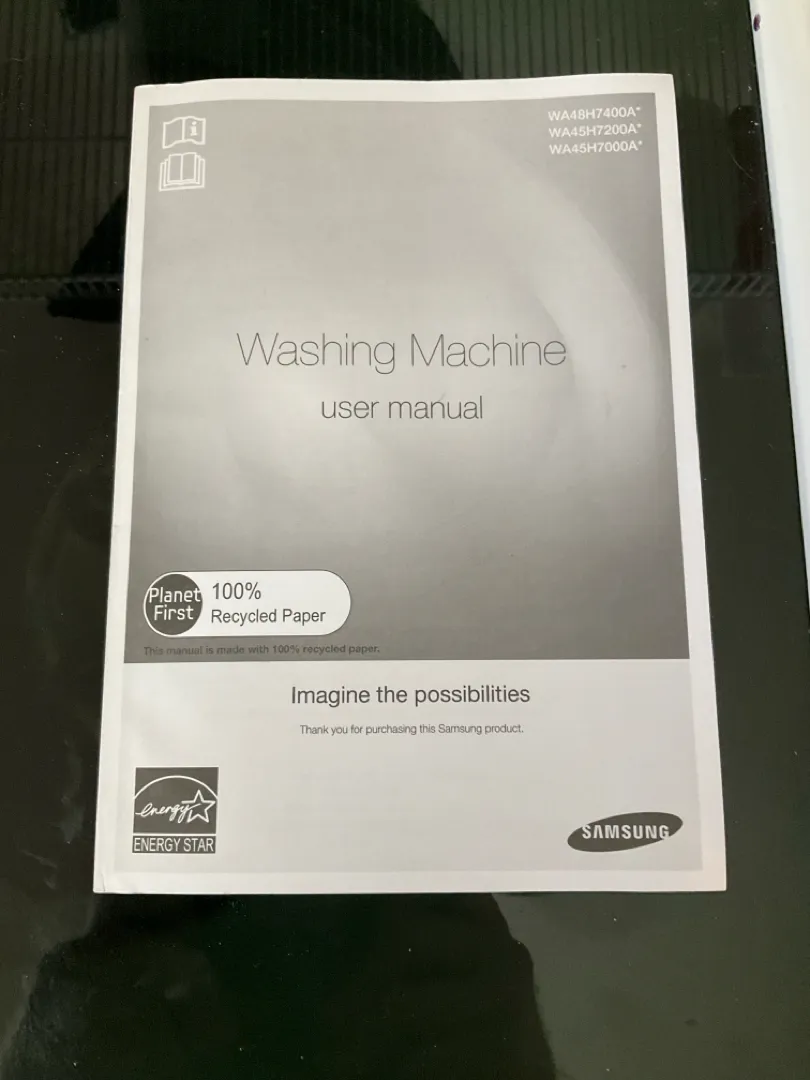 WA48H7400A*
WA45H7200A*
WA45H7000A*
Washing Machine
user manual
Planet
First
100%
Recycled Paper
This manual is made with 100% recycled paper.
Imagine the possibilities
Thank you for purchasing this Samsung product.
energy
ENERGY STAR
SAMSUNG